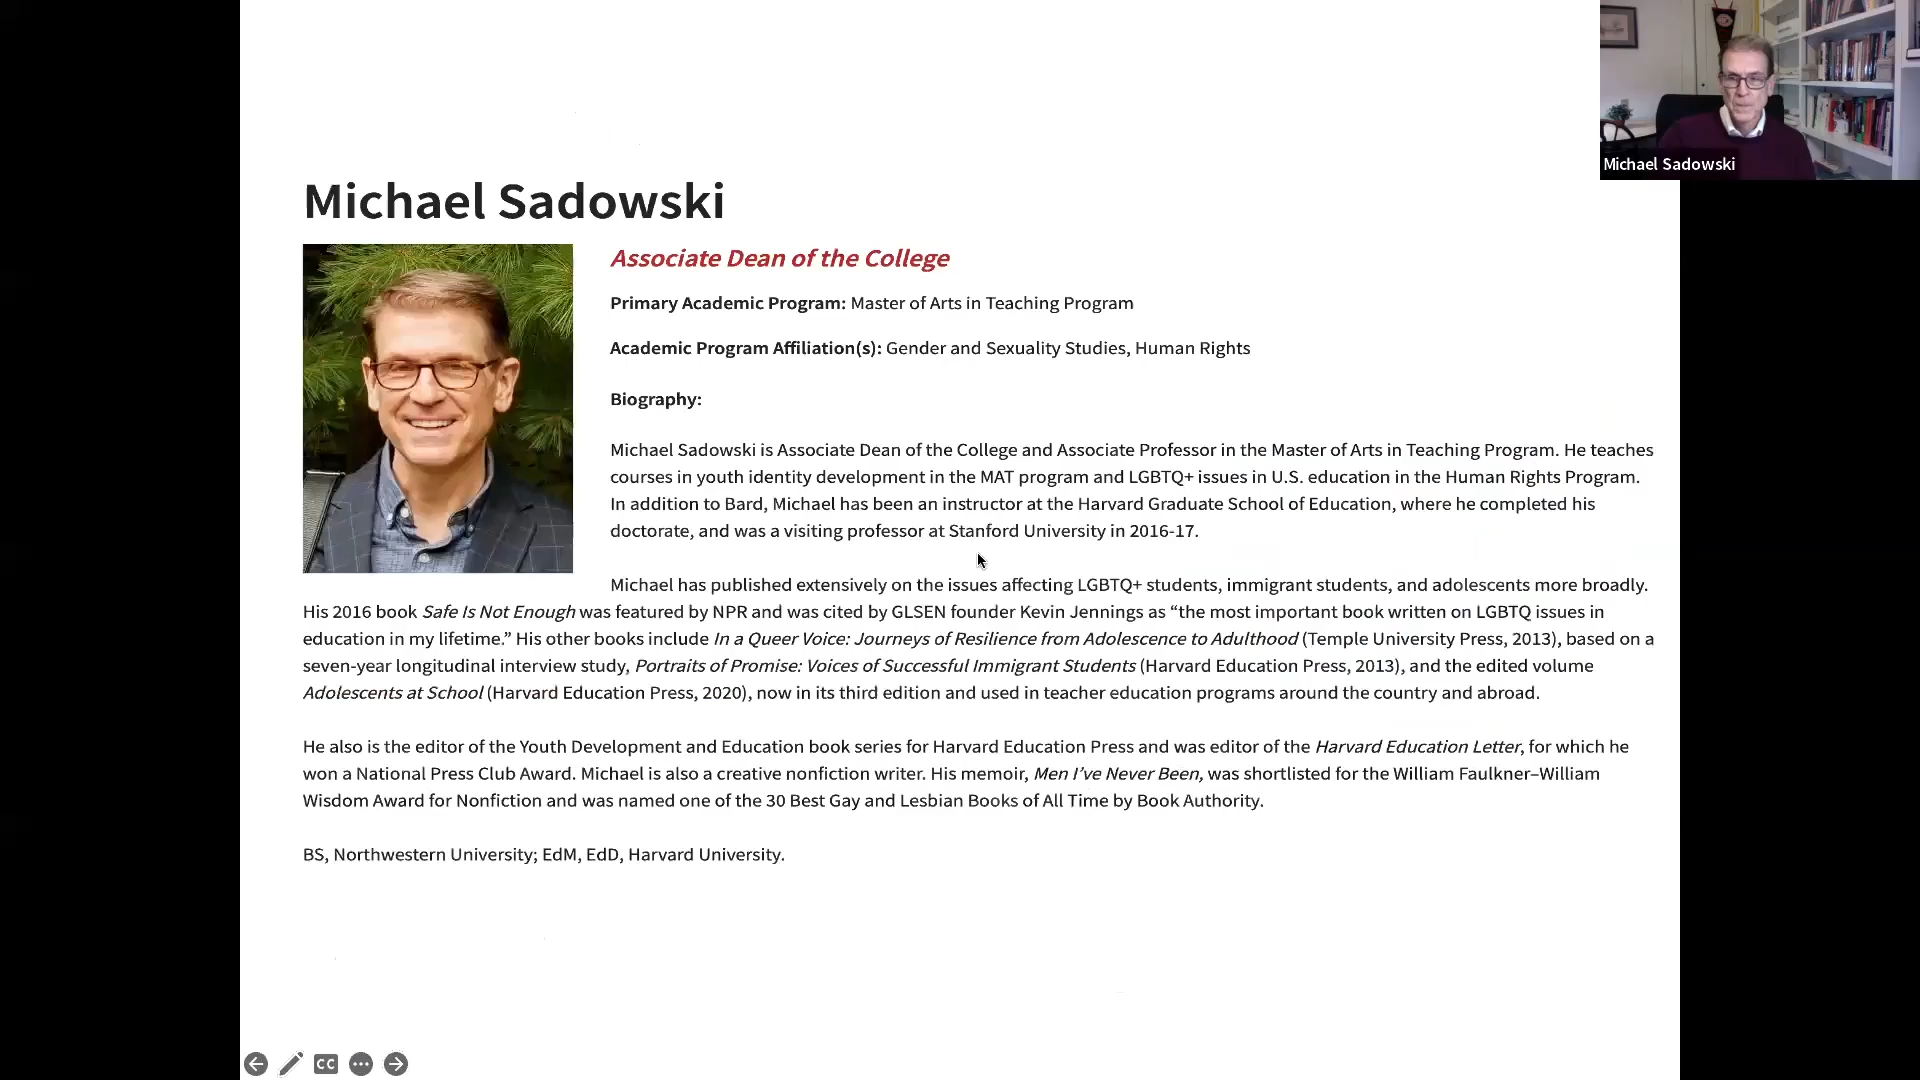 Michael Sadowski
Michael Sadowski
Associate Dean of the College
Primary Academic Program: Master of Arts in Teaching Program
Academic Program Affiliation(s): Gender and Sexuality Studies, Human Rights
Biography:
Michael Sadowski is Associate Dean of the College and Associate Professor in the Master of Arts in Teaching Program. He teaches
courses in youth identity development in the MAT program and LGBTQ+ issues in U.S. education in the Human Rights Program.
In addition to Bard, Michael has been an instructor at the Harvard Graduate School of Education, where he completed his
doctorate, and was a visiting professor at Stanford University in 2016-17.
Michael has published extensively on the issues affecting LGBTQ+ students, immigrant students, and adolescents more broadly.
His 2016 book Safe Is Not Enough was featured by NPR and was cited by GLSEN founder Kevin Jennings as “the most important book written on LGBTQ issues in
education in my lifetime.” His other books include In a Queer Voice: Journeys of Resilience from Adolescence to Adulthood (Temple University Press, 2013), based on a
seven-year longitudinal interview study, Portraits of Promise: Voices of Successful Immigrant Students (Harvard Education Press, 2013), and the edited volume
Adolescents at School (Harvard Education Press, 2020), now in its third edition and used in teacher education programs around the country and abroad.
He also is the editor of the Youth Development and Education book series for Harvard Education Press and was editor of the Harvard Education Letter, for which he
won a National Press Club Award. Michael is also a creative nonfiction writer. His memoir, Men I’ve Never Been, was shortlisted for the William Faulkner–William
Wisdom Award for Nonfiction and was named one of the 30 Best Gay and Lesbian Books of All Time by Book Authority.
BS, Northwestern University; EdM, EdD, Harvard University.
CC